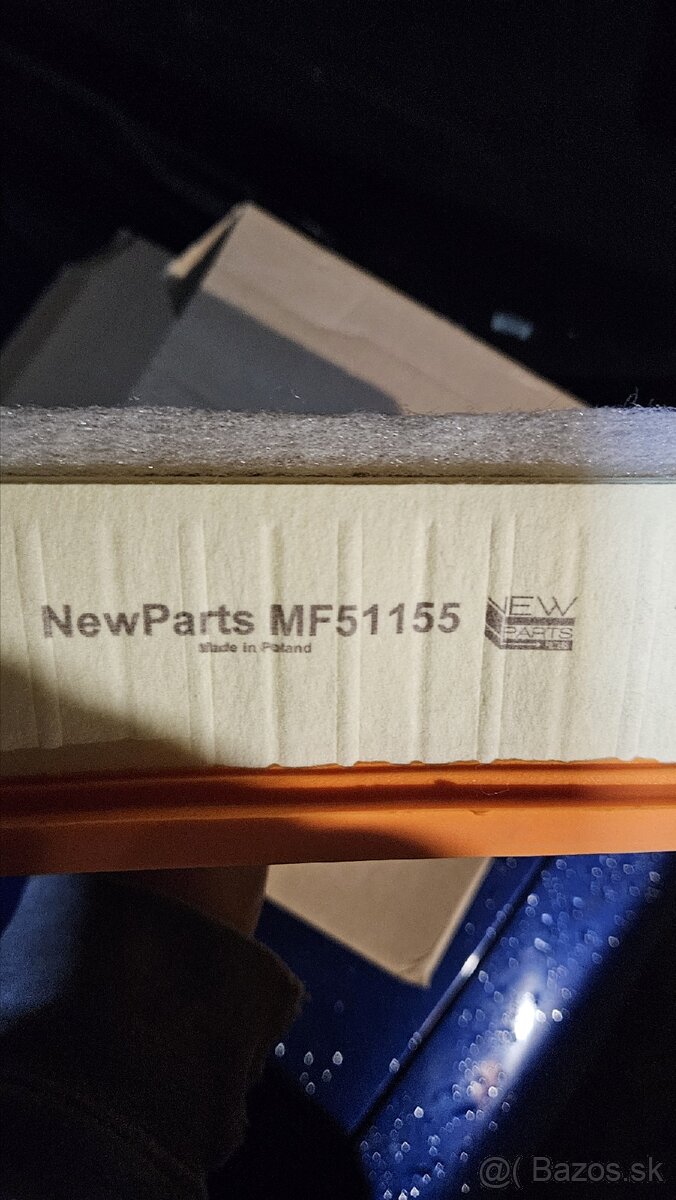 NewParts MF51155
Made in Poland
NEW
PARTS
@( Bazos.sk